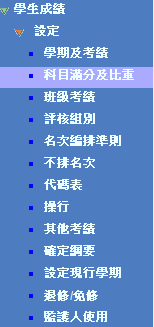 學生成績
設定
學期及考績
科目滿分及比重
班級考績
評核組別
名次編排準則
不排名次
代碼表
操行
其他考績
確定綱要
設定現行學期
退修/免修
監護人使用